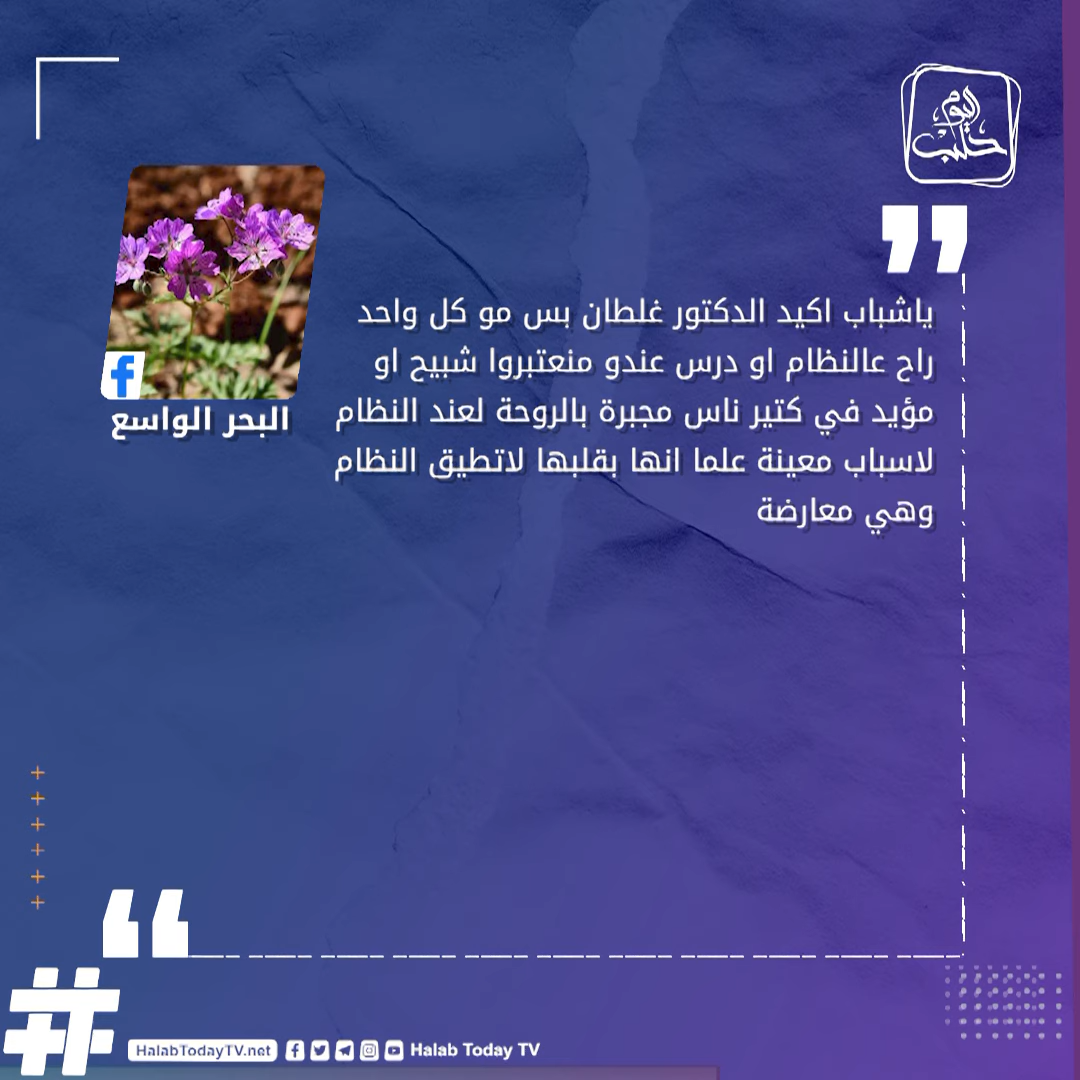 حلب اليوم
ياشباب اكيد الدكتور غلطان بس مو كل واحد
راح عالنظام او درس عندو منعتبروا شبيح او
مؤيد في كتير ناس مجبرة بالروحة لعند النظام
لاسباب معينة علما انها بقلبها لاتطيق النظام
وهي معارضة
البحر الواسع
HalabTodayTV.net Halab Today TV